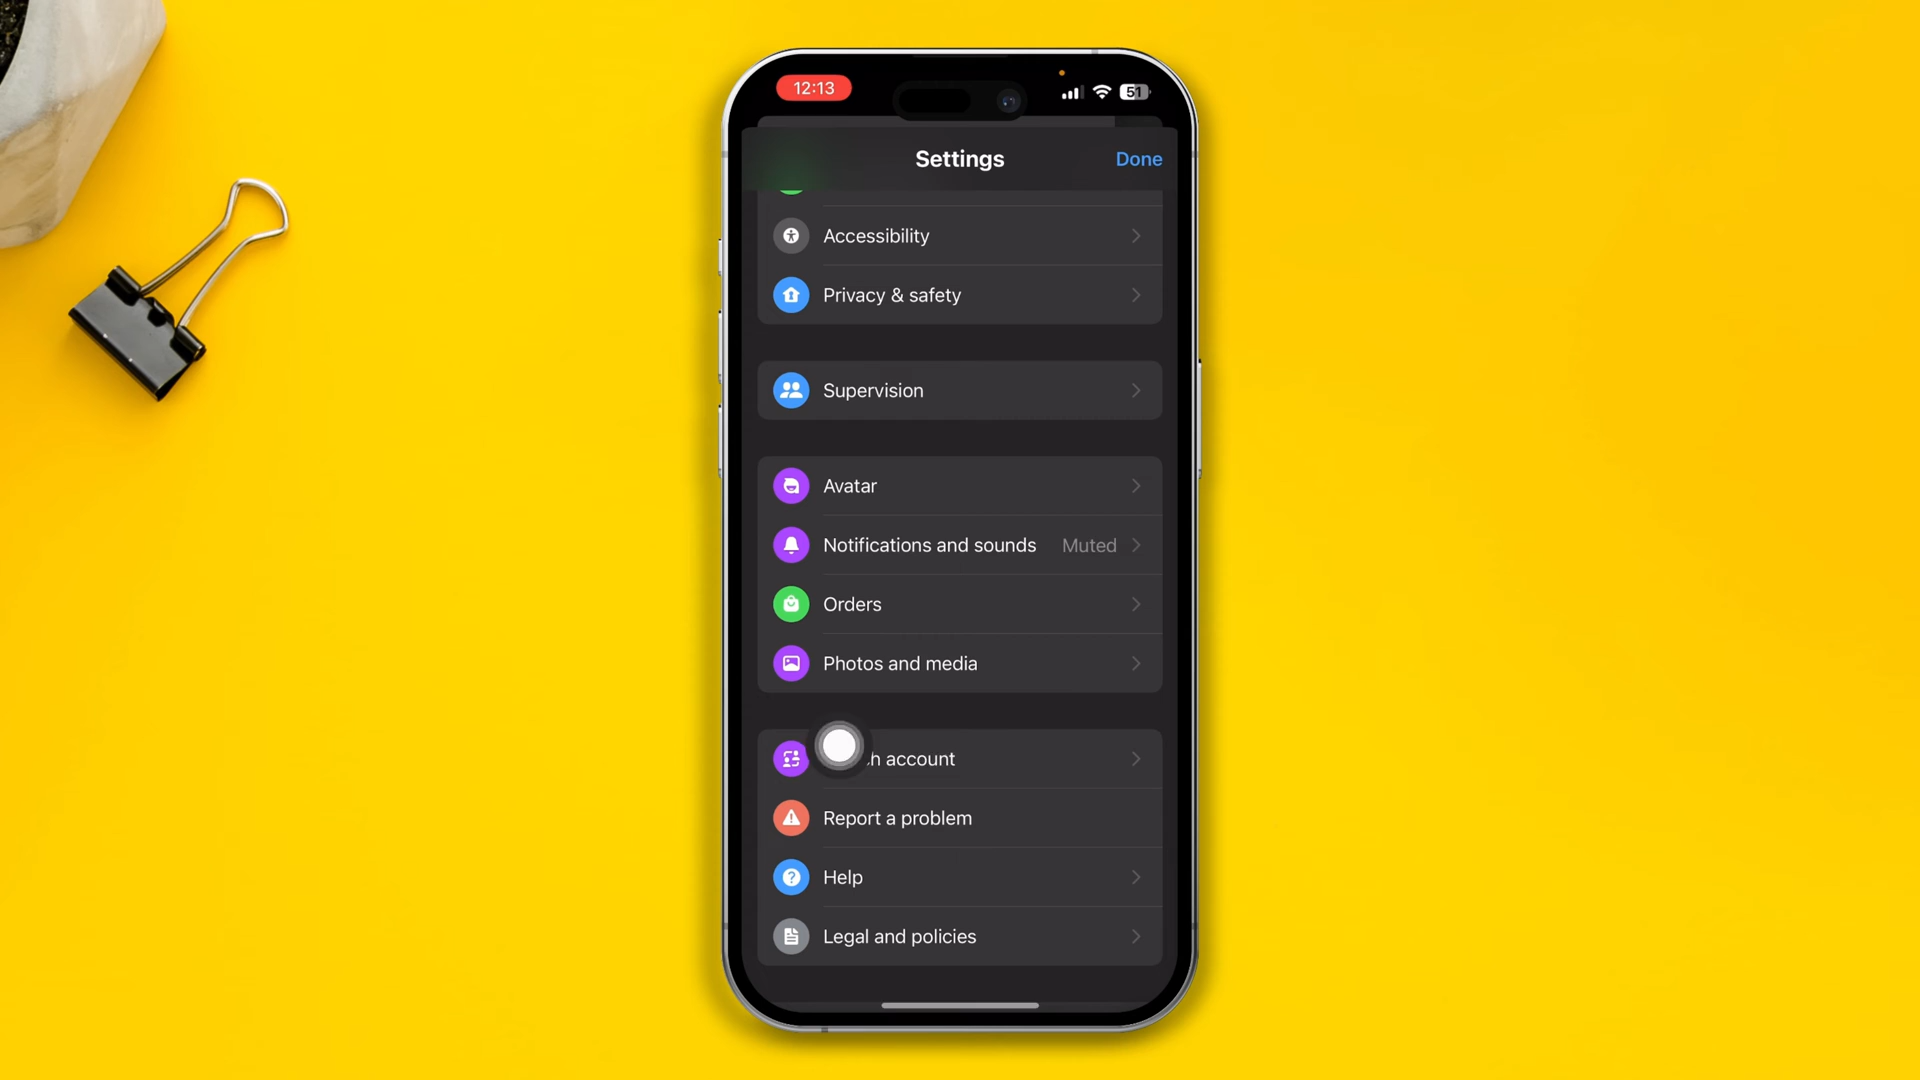 12:13
51
Settings
Done
Accessibility
Privacy & safety
Supervision
Avatar
Notifications and sounds Muted
Orders
Photos and media
account
Report a problem
Help
Legal and policies